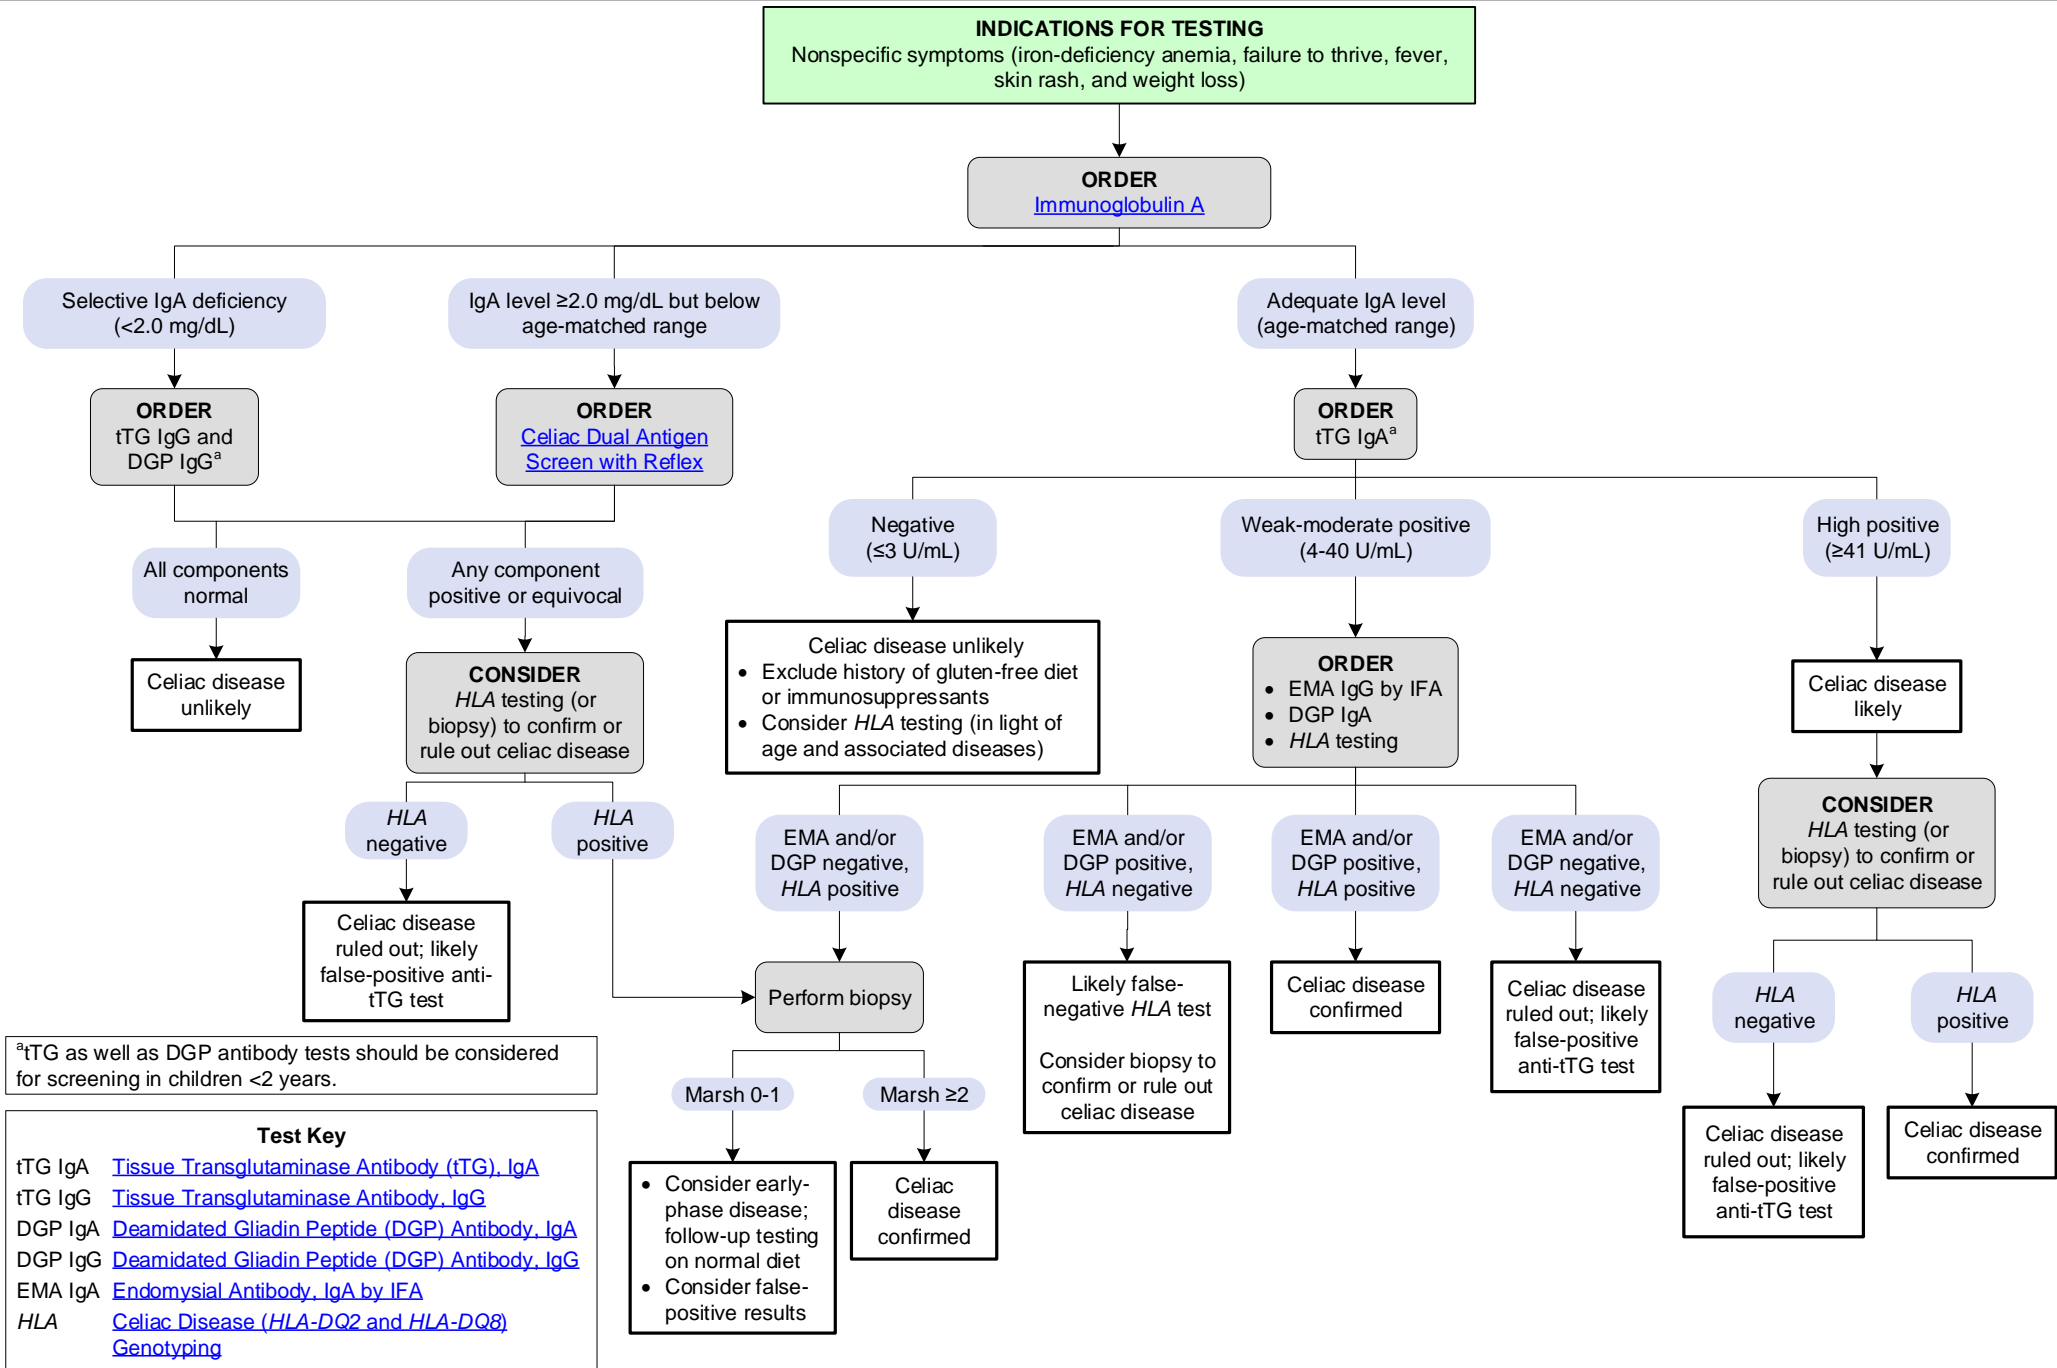 INDICATIONS FOR TESTING
Nonspecific symptoms (iron-deficiency anemia, failure to thrive, fever,
skin rash, and weight loss)
ORDER
Immunoglobulin A
Selective IgA deficiency
(<2.0 mg/dL)
IgA level ≥2.0 mg/dL but below
age-matched range
Adequate IgA level
(age-matched range)
ORDER
tTG IgG and
DGP IgGa
ORDER
Celiac Dual Antigen
Screen with Reflex
ORDER
tTG IgAa
Negative
(≤3 U/mL)
Weak-moderate positive
(4-40 U/mL)
High positive
(≥41 U/mL)
All components
normal
Any component
positive or equivocal
Celiac disease
unlikely
CONSIDER
HLA testing (or
biopsy) to confirm or
rule out celiac disease
Celiac disease unlikely
• Exclude history of gluten-free diet
or immunosuppressants
• Consider HLA testing (in light of
age and associated diseases)
ORDER
• EMA IgG by IFA
• DGP IgA
• HLA testing
Celiac disease
likely
CONSIDER
HLA testing (or
biopsy) to confirm or
rule out celiac disease
HLA
negative
HLA
positive
EMA and/or
DGP negative,
HLA positive
EMA and/or
DGP positive,
HLA negative
EMA and/or
DGP positive,
HLA positive
EMA and/or
DGP negative,
HLA negative
Celiac disease
ruled out; likely
false-positive anti-
tTG test
Perform biopsy
Likely false-
negative HLA test
Consider biopsy to
confirm or rule out
celiac disease
Celiac disease
confirmed
Celiac disease
ruled out; likely
false-positive
anti-tTG test
HLA
negative
HLA
positive
Marsh 0-1
Marsh ≥2
Celiac disease
ruled out; likely
false-positive
anti-tTG test
Celiac disease
confirmed
• Consider early-
phase disease;
follow-up testing
on normal diet
• Consider false-
positive results
Celiac
disease
confirmed
atTG as well as DGP antibody tests should be considered
for screening in children <2 years.
Test Key
tTG IgA Tissue Transglutaminase Antibody (tTG), IgA
tTG IgG Tissue Transglutaminase Antibody, IgG
DGP IgA Deamidated Gliadin Peptide (DGP) Antibody, IgA
DGP IgG Deamidated Gliadin Peptide (DGP) Antibody, IgG
EMA IgA Endomysial Antibody, IgA by IFA
HLA Celiac Disease (HLA-DQ2 and HLA-DQ8)
Genotyping